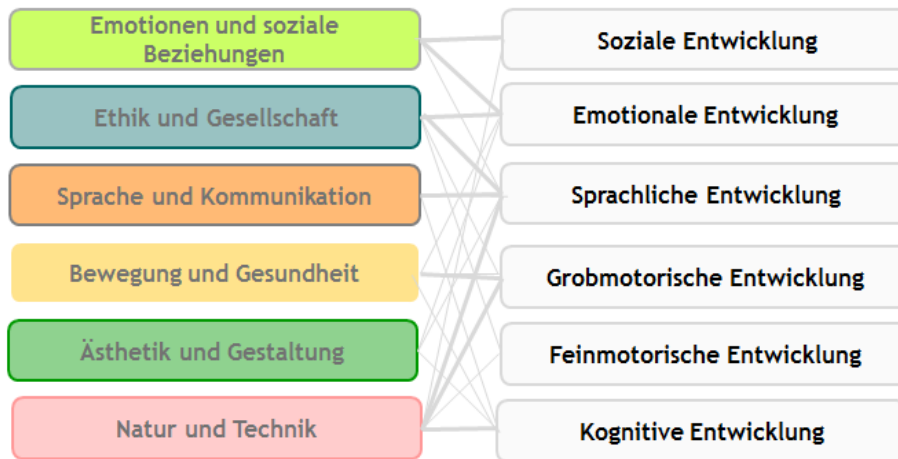 Emotionen und soziale
Beziehungen
Soziale Entwicklung
Ethik und Gesellschaft
Emotionale Entwicklung
Sprache und Kommunikation
Sprachliche Entwicklung
Bewegung und Gesundheit
Grobmotorische Entwicklung
Ästhetik und Gestaltung
Feinmotorische Entwicklung
Natur und Technik
Kognitive Entwicklung